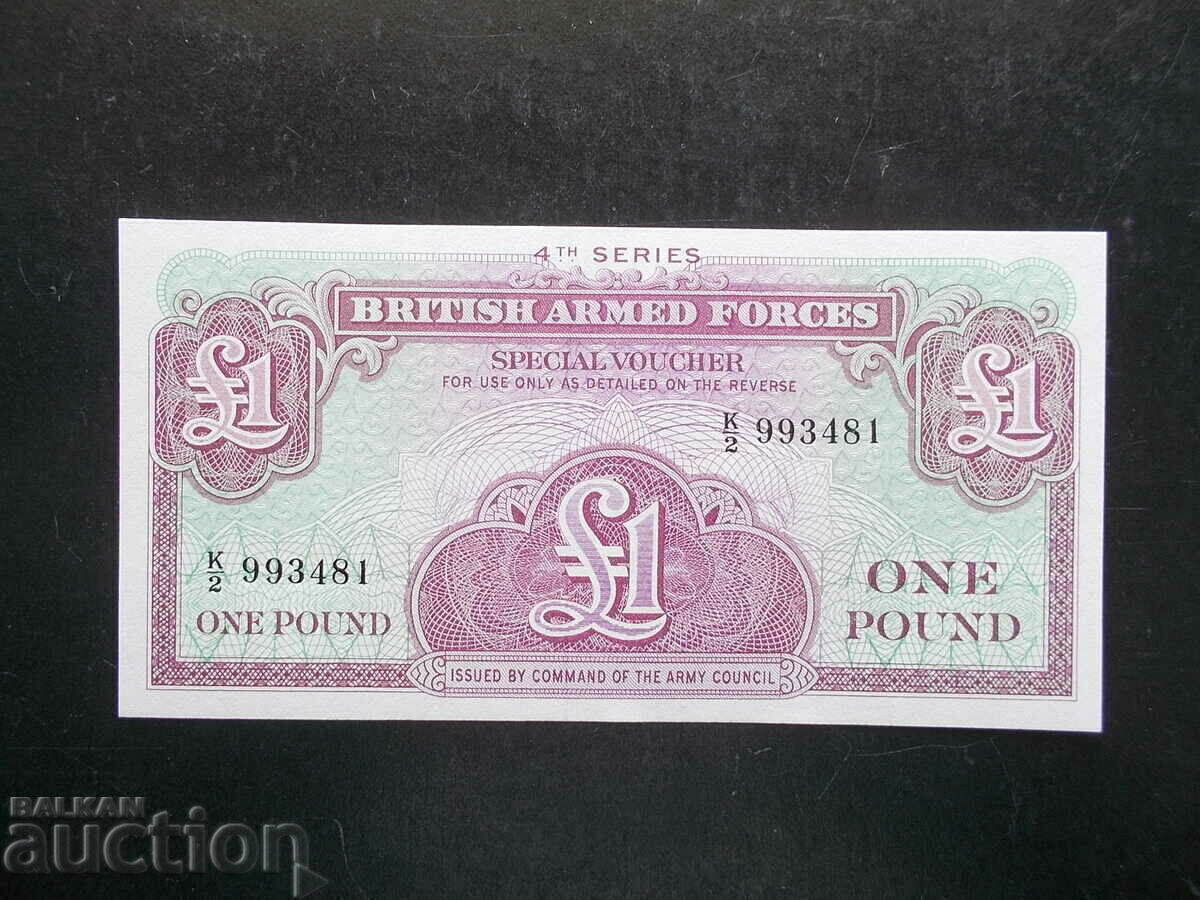 4TH SERIES
BRITISH ARMED FORCES
SPECIAL VOUCHER
FOR USE ONLY AS DETAILED ON THE REVERSE
£1
£1
K/2 993481
£1
K/2 993481
ONE POUND
ONE
POUND
ISSUED BY COMMAND OF THE ARMY COUNCIL
BALKAN
auction